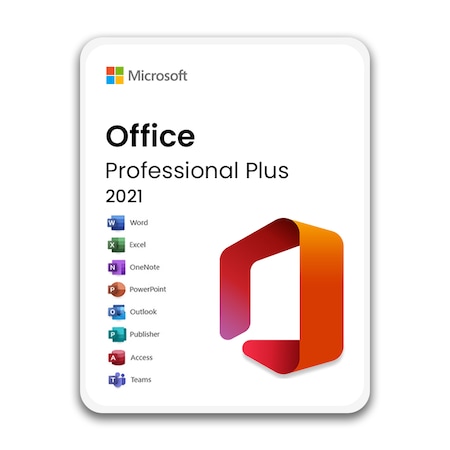 Microsoft
Office
Professional Plus
2021
Word
Excel
OneNote
PowerPoint
Outlook
Publisher
Access
Teams